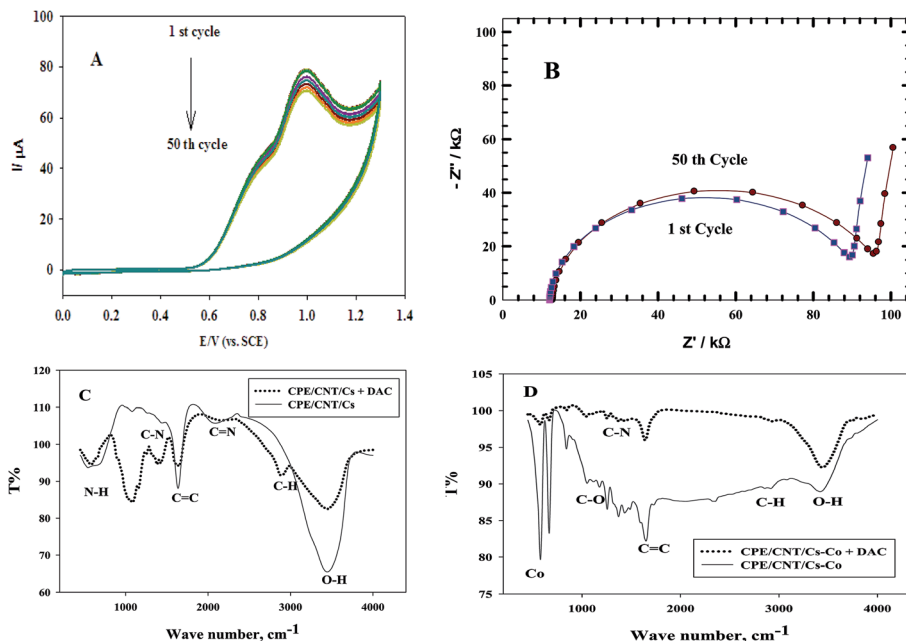 100
80
60
40
20
0
I/ µA
A
1 st cycle
50 th cycle
0.0 0.2 0.4 0.6 0.8 1.0 1.2 1.4
E/V (vs. SCE)
100
80
60
40
20
0
- Z'' / kΩ
B
50 th Cycle
1 st Cycle
0 20 40 60 80 100
Z' / kΩ
120
110
100
90
80
70
60
T%
C
CPE/CNT/Cs + DAC
CPE/CNT/Cs
C-N
C=N
N-H
C=C
C-H
O-H
1000 2000 3000 4000
Wave number, cm-1
105
100
95
90
85
80
75
T%
D
C-N
C-O
C-H
O-H
C=C
Co
CPE/CNT/Cs-Co + DAC
CPE/CNT/Cs-Co
1000 2000 3000 4000
Wave number, cm-1